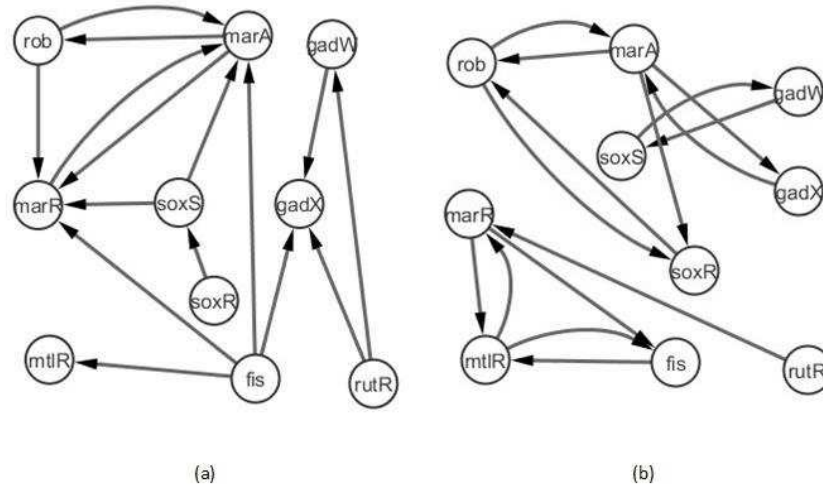 rob
marA
gadW
marR
soxS
gadX
soxR
mtlR
fis
rutR
(a)
rob
marA
gadW
soxS
gadX
marR
soxR
mtlR
fis
rutR
(b)